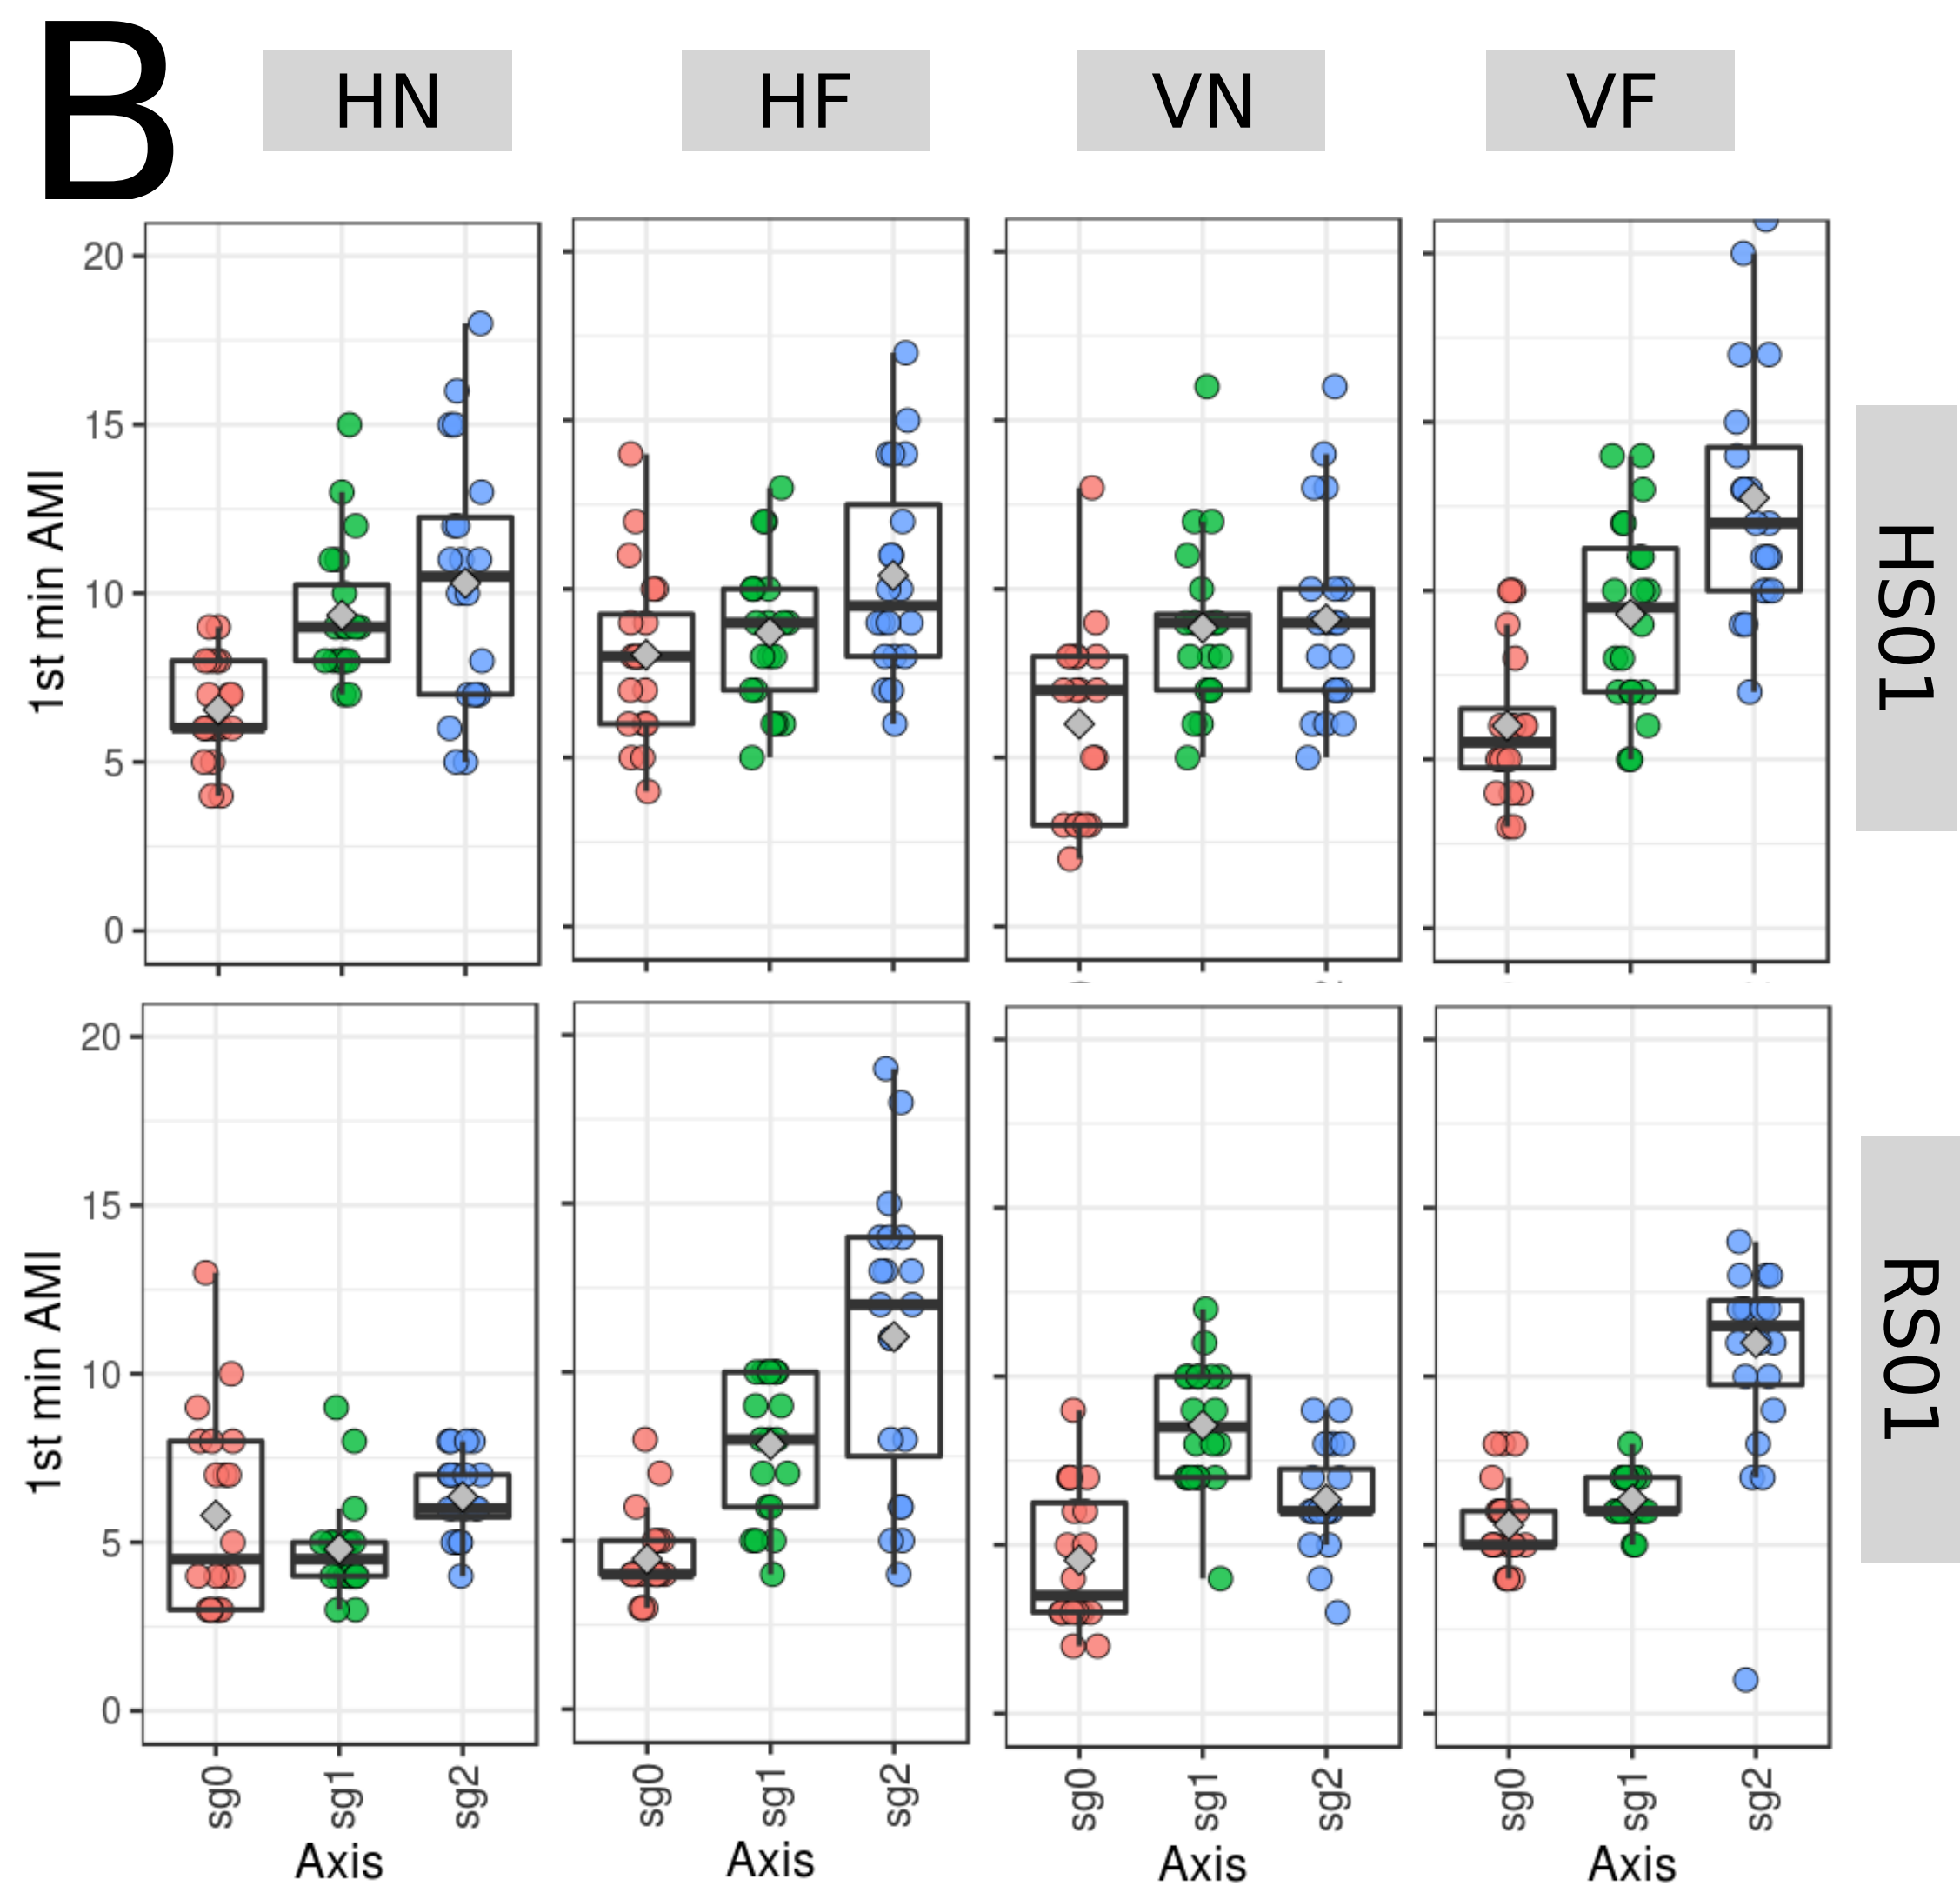 B
HN HF VN VF
1st min AMI
20
15
10
5
0
HS01
1st min AMI
20
15
10
5
0
RS01
sg0 sg1 sg2 sg0 sg1 sg2 sg0 sg1 sg2 sg0 sg1 sg2
Axis Axis Axis Axis